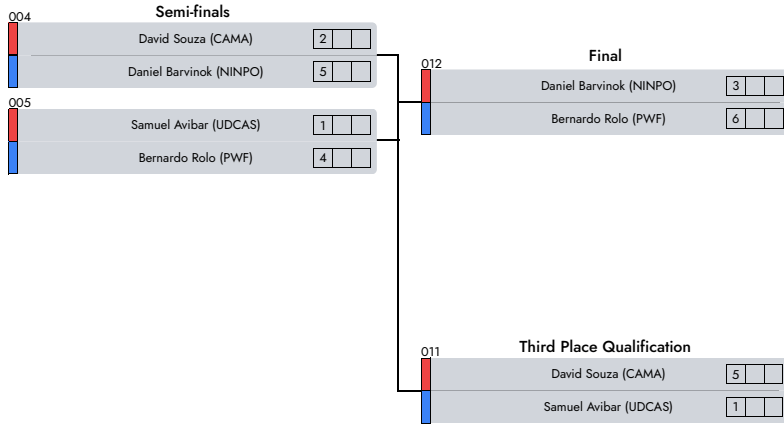 Semi-finals
004
David Souza (CAMA) 2
Daniel Barvinok (NINPO) 5
005
Samuel Avibar (UDCAS) 1
Bernardo Rolo (PWF) 4
Final
012
Daniel Barvinok (NINPO) 3
Bernardo Rolo (PWF) 6
Third Place Qualification
011
David Souza (CAMA) 5
Samuel Avibar (UDCAS) 1